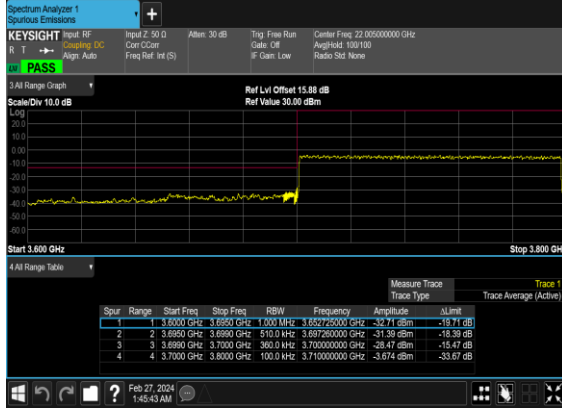 Spectrum Analyzer 1
Spurious Emissions
+
KEYSIGHT Input: RF Input Z: 50 Ω Atten: 30 dB Trig: Free Run Center Freq: 22.005000000 GHz
R T Coupling: DC Corr CCorr Gate: Off Avg|Hold: 100/100
Align: Auto Freq Ref: Int (S) IF Gain: Low Radio Std: None
PASS
3 All Range Graph
Ref Lvl Offset 15.88 dB
Scale/Div 10.0 dB Ref Value 30.00 dBm
Log
20.0
10.0
0.00
-10.0
-20.0
-30.0
-40.0
-50.0
-60.0
Start 3.600 GHz Stop 3.800 GH
4 All Range Table
Measure Trace Trace 1
Trace Type Trace Average (Active)
Spur Range Start Freq Stop Freq RBW Frequency Amplitude ΔLimit
1 1 3.6000 GHz 3.6950 GHz 1.000 MHz 3.652725000 GHz -32.71 dBm -19.71 dB
2 2 3.6950 GHz 3.6990 GHz 510.0 kHz 3.697260000 GHz -31.39 dBm -18.39 dB
3 3 3.6990 GHz 3.7000 GHz 360.0 kHz 3.700000000 GHz -28.47 dBm -15.47 dB
4 4 3.7000 GHz 3.8000 GHz 100.0 kHz 3.710000000 GHz -3.674 dBm -33.67 dB
? Feb 27, 2024
1:45:43 AM